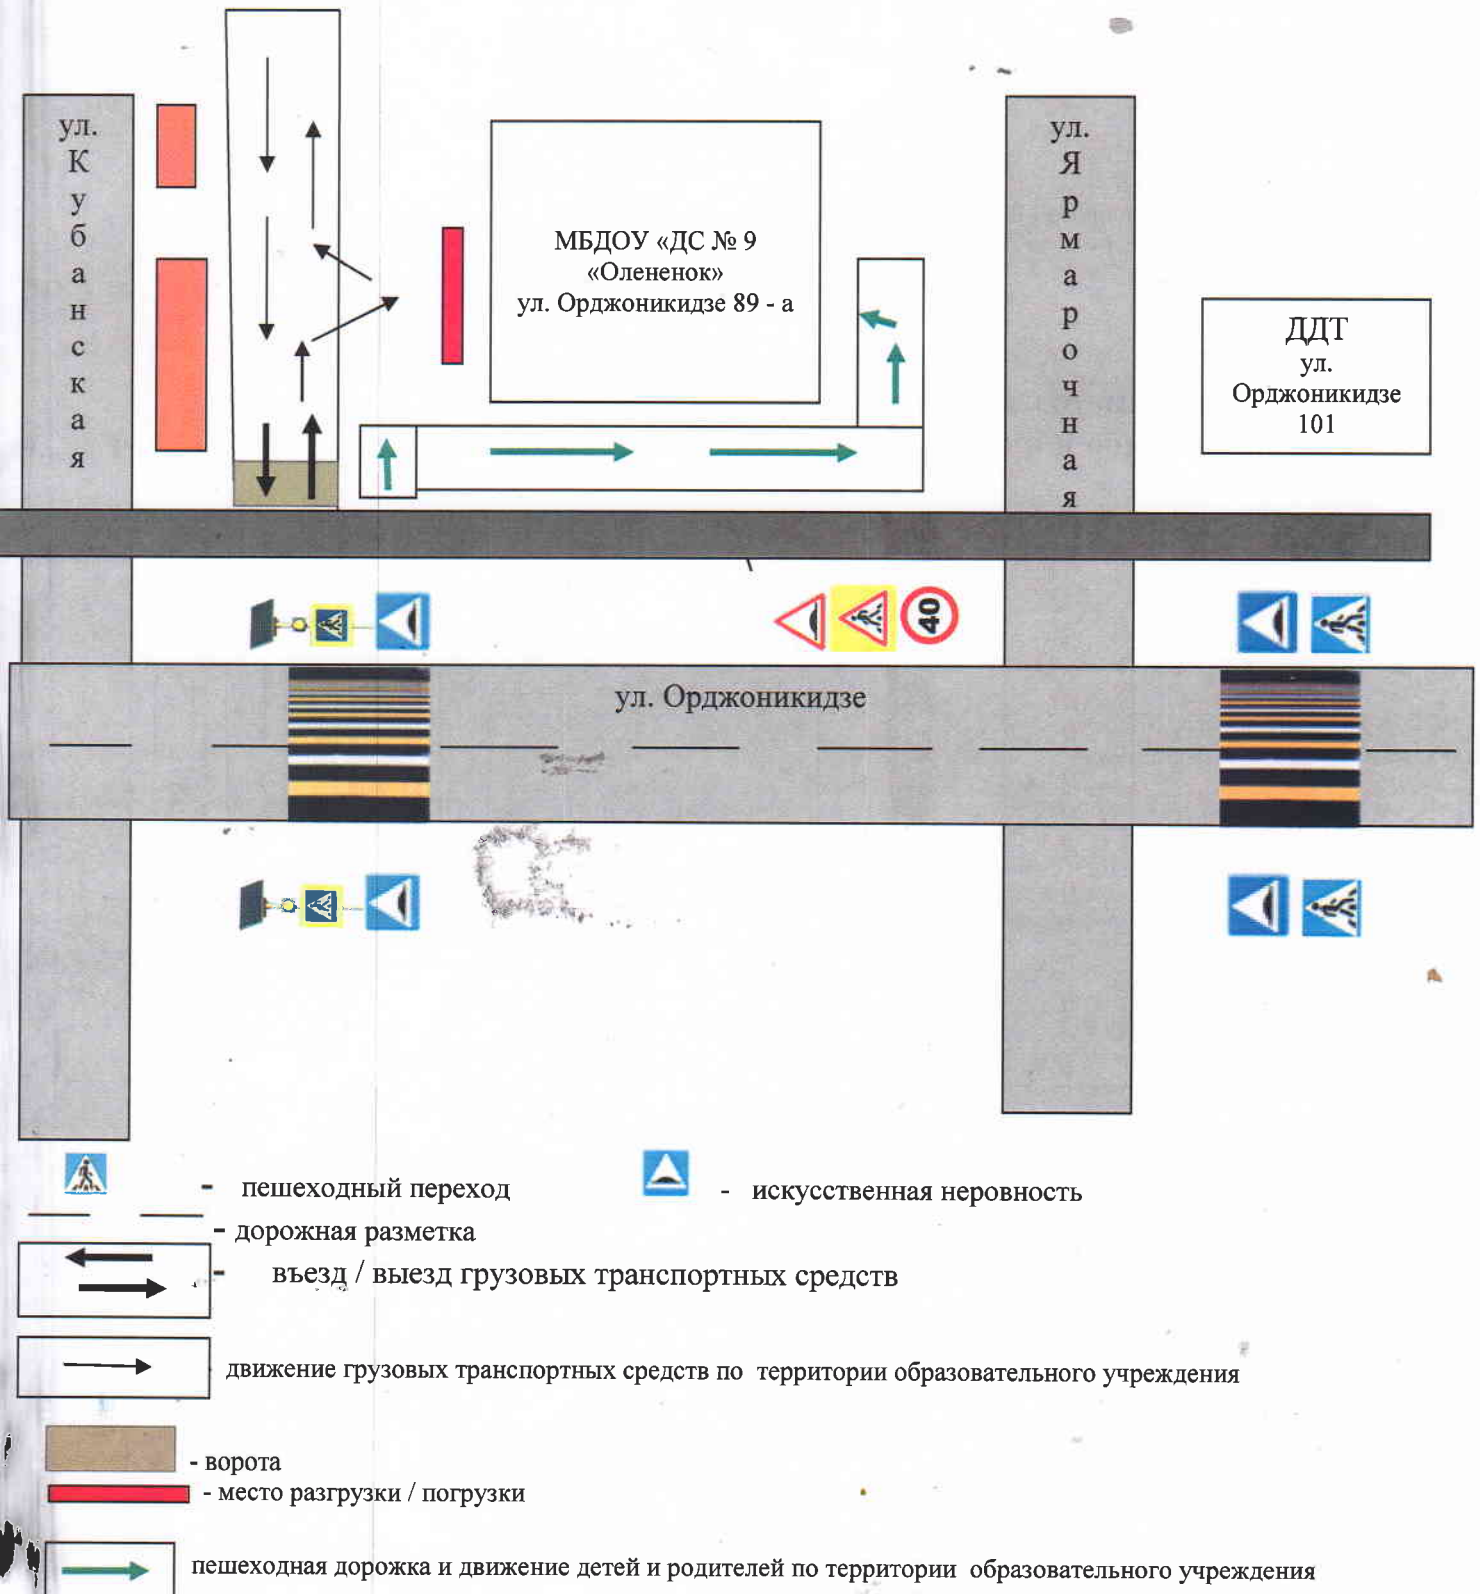 ул.
Кубанская
ул.
Ярмарочная
МБДОУ «ДС № 9
«Олененок»
ул. Орджоникидзе 89 - а
ДДТ
ул.
Орджоникидзе
101
40
ул. Орджоникидзе
- пешеходный переход
- искусственная неровность
- дорожная разметка
- въезд / выезд грузовых транспортных средств
движение грузовых транспортных средств по территории образовательного учреждения
- ворота
- место разгрузки / погрузки
пешеходная дорожка и движение детей и родителей по территории образовательного учреждения